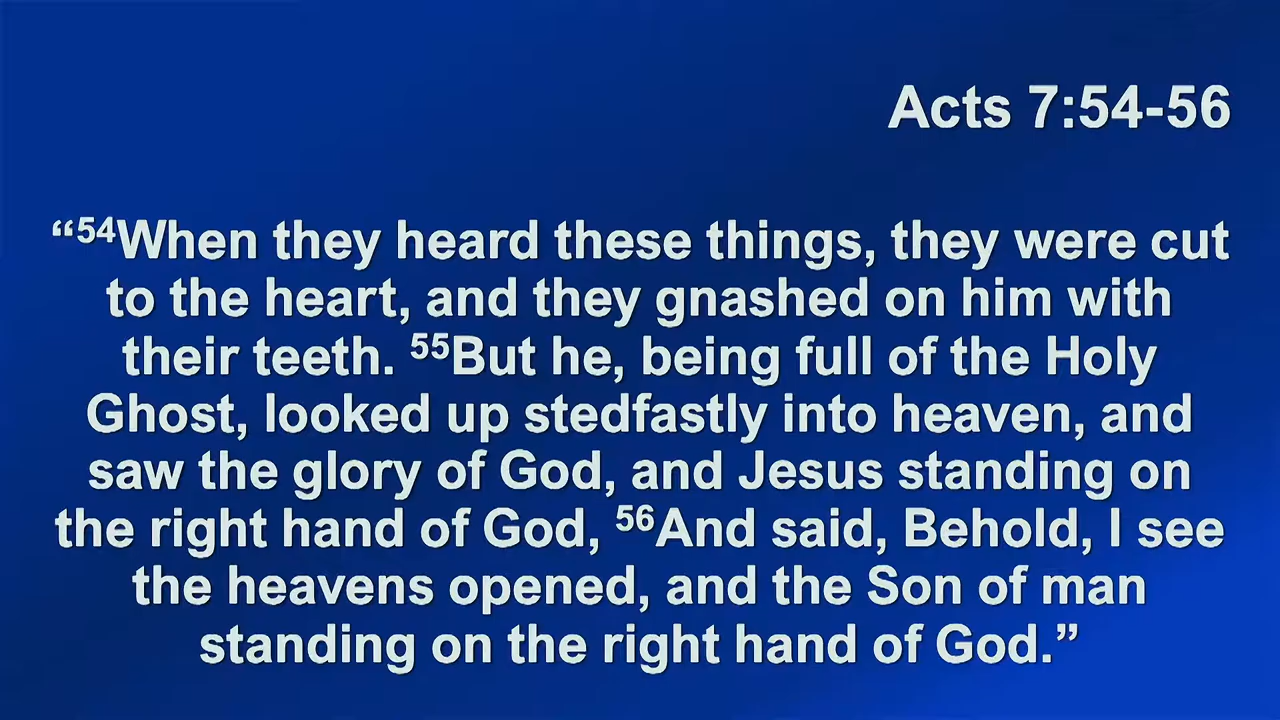 Acts 7:54-56
“54When they heard these things, they were cut
to the heart, and they gnashed on him with
their teeth. 55But he, being full of the Holy
Ghost, looked up stedfastly into heaven, and
saw the glory of God, and Jesus standing on
the right hand of God, 56And said, Behold, I see
the heavens opened, and the Son of man
standing on the right hand of God.”